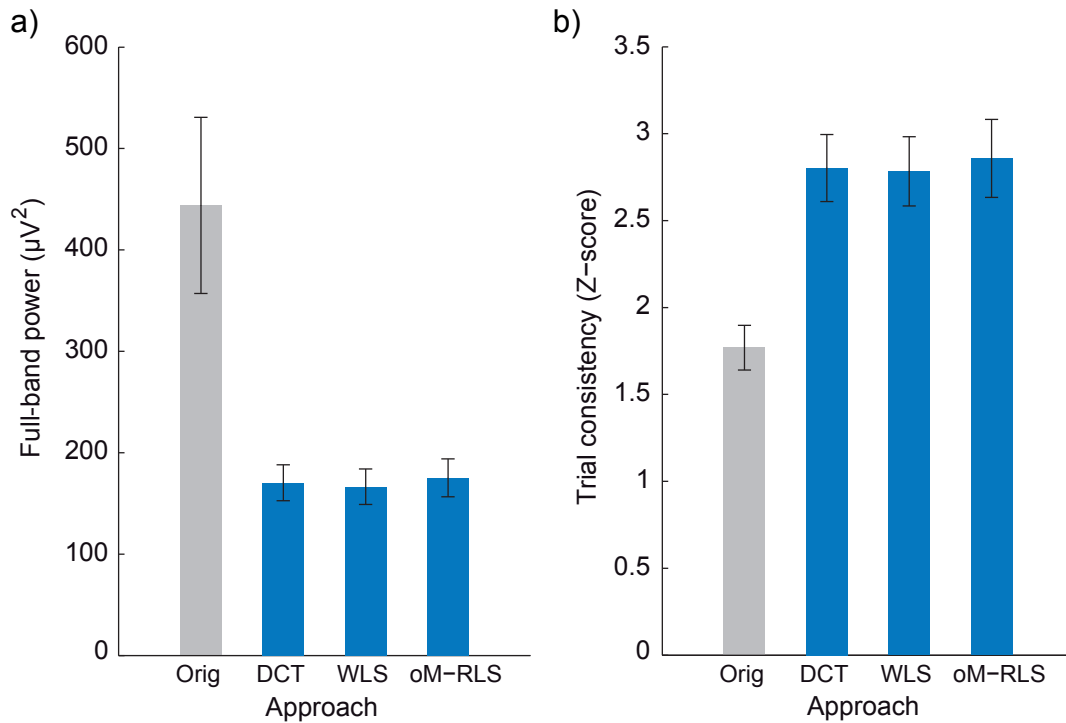 a)
Full-band power (µV²)
600
500
400
300
200
100
0
Orig DCT WLS oM−RLS
Approach
b)
Trial consistency (Z−score)
3.5
3
2.5
2
1.5
1
0.5
0
Orig DCT WLS oM−RLS
Approach